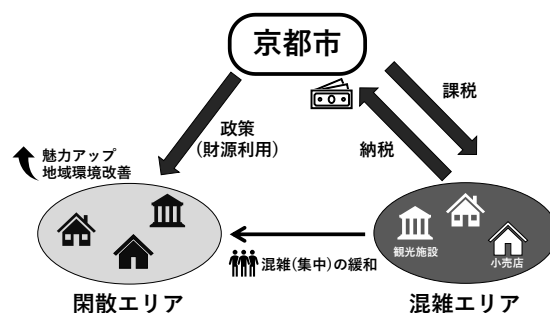 京都市
課税
政策
(財源利用)
納税
魅力アップ
地域環境改善
観光施設
小売店
混雑(集中)の緩和
閑散エリア
混雑エリア